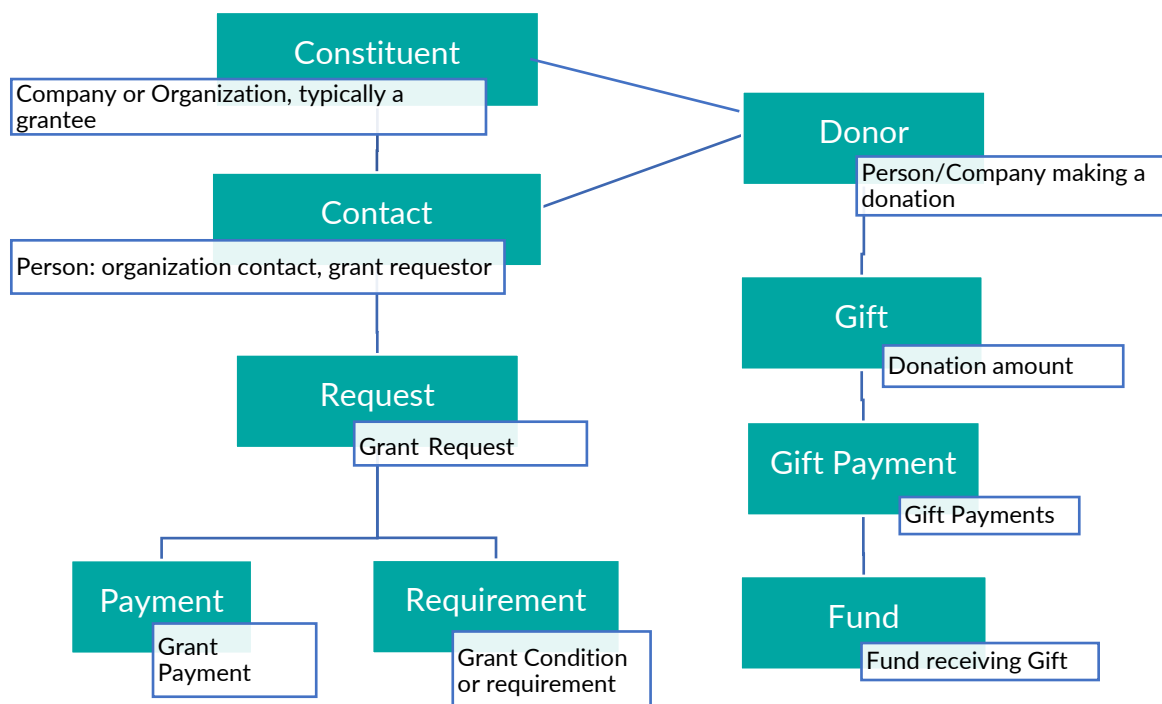 Constituent
Company or Organization, typically a
grantee
Donor
Person/Company making a
donation
Contact
Person: organization contact, grant requestor
Gift
Donation amount
Request
Grant Request
Gift Payment
Gift Payments
Payment
Grant
Payment
Requirement
Grant Condition
or requirement
Fund
Fund receiving Gift